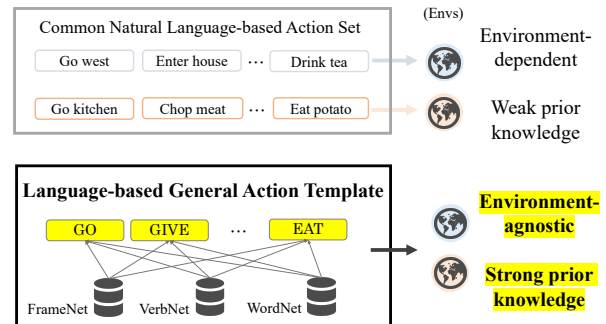 (Envs)
Common Natural Language-based Action Set
Go west Enter house ... Drink tea
Environment-
dependent
Go kitchen Chop meat ... Eat potato
Weak prior
knowledge
Language-based General Action Template
GO GIVE ... EAT
FrameNet VerbNet WordNet
Environment-
agnostic
Strong prior
knowledge